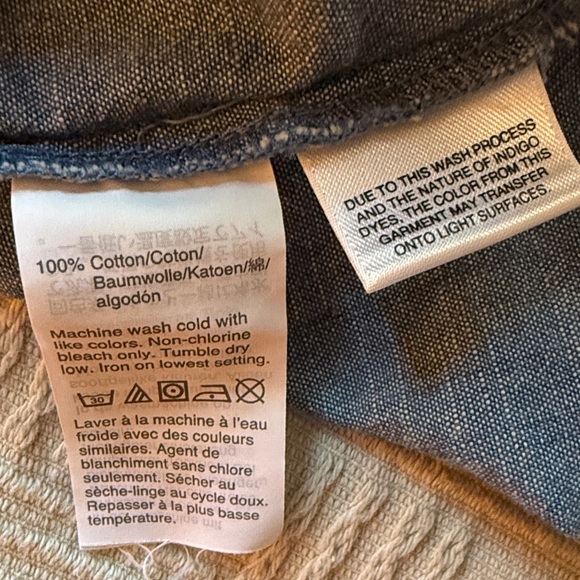 100% Cotton/Coton/
Baumwolle/Katoen/綿/
algodón
Machine wash cold with
like colors. Non-chlorine
bleach only. Tumble dry
low. Iron on lowest setting.
30
Laver à la machine à l'eau
froide avec des couleurs
similaires. Agent de
blanchiment sans chlore
seulement. Sécher au
sèche-linge au cycle doux.
Repasser à la plus basse
température.
DUE TO THIS WASH PROCESS
AND THE NATURE OF INDIGO
DYES, THE COLOR FROM THIS
GARMENT MAY TRANSFER
ONTO LIGHT SURFACES.